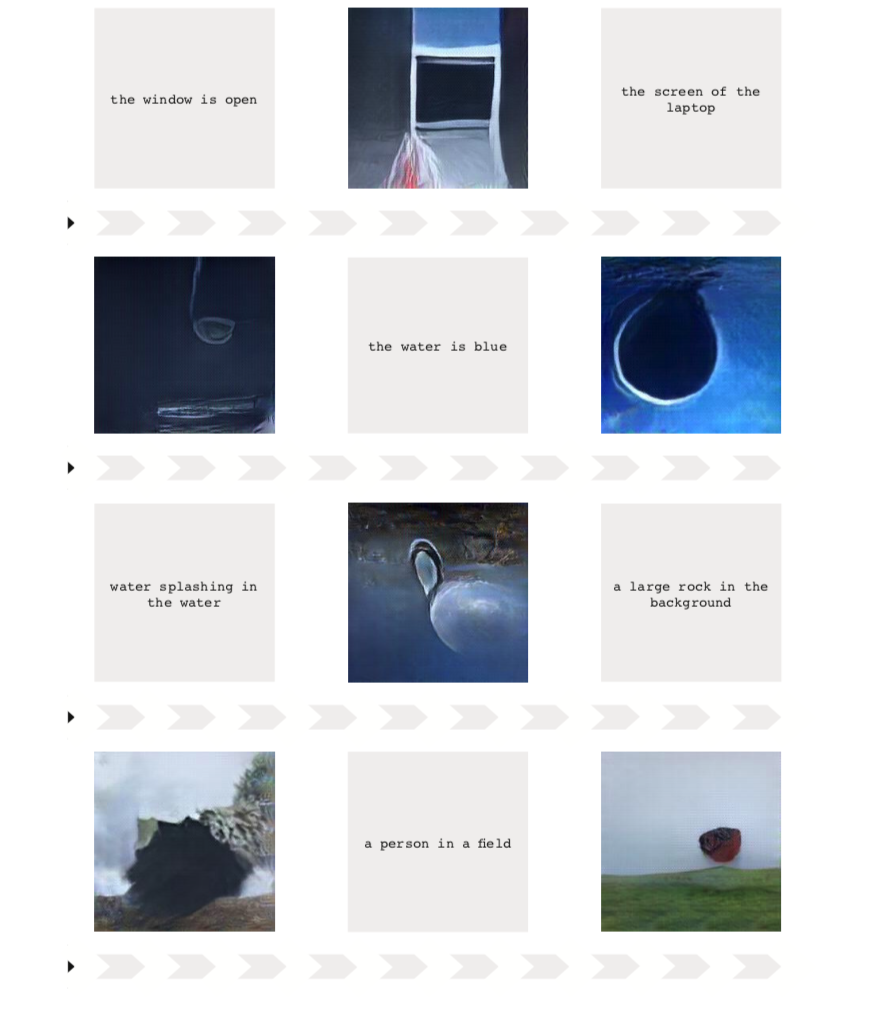 the window is open
the screen of the
laptop
the water is blue
water splashing in
the water
a large rock in the
background
a person in a field